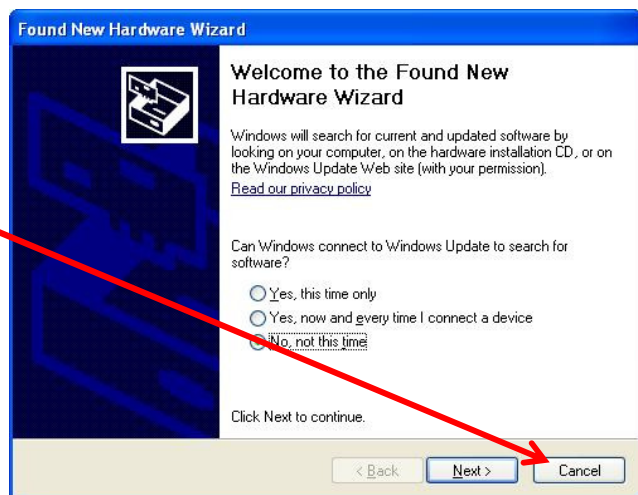 Found New Hardware Wizard
Welcome to the Found New
Hardware Wizard
Windows will search for current and updated software by
looking on your computer, on the hardware installation CD, or on
the Windows Update Web site (with your permission).
Read our privacy policy
Can Windows connect to Windows Update to search for
software?
Yes, this time only
Yes, now and every time I connect a device
No, not this time
Click Next to continue.
< Back Next > Cancel